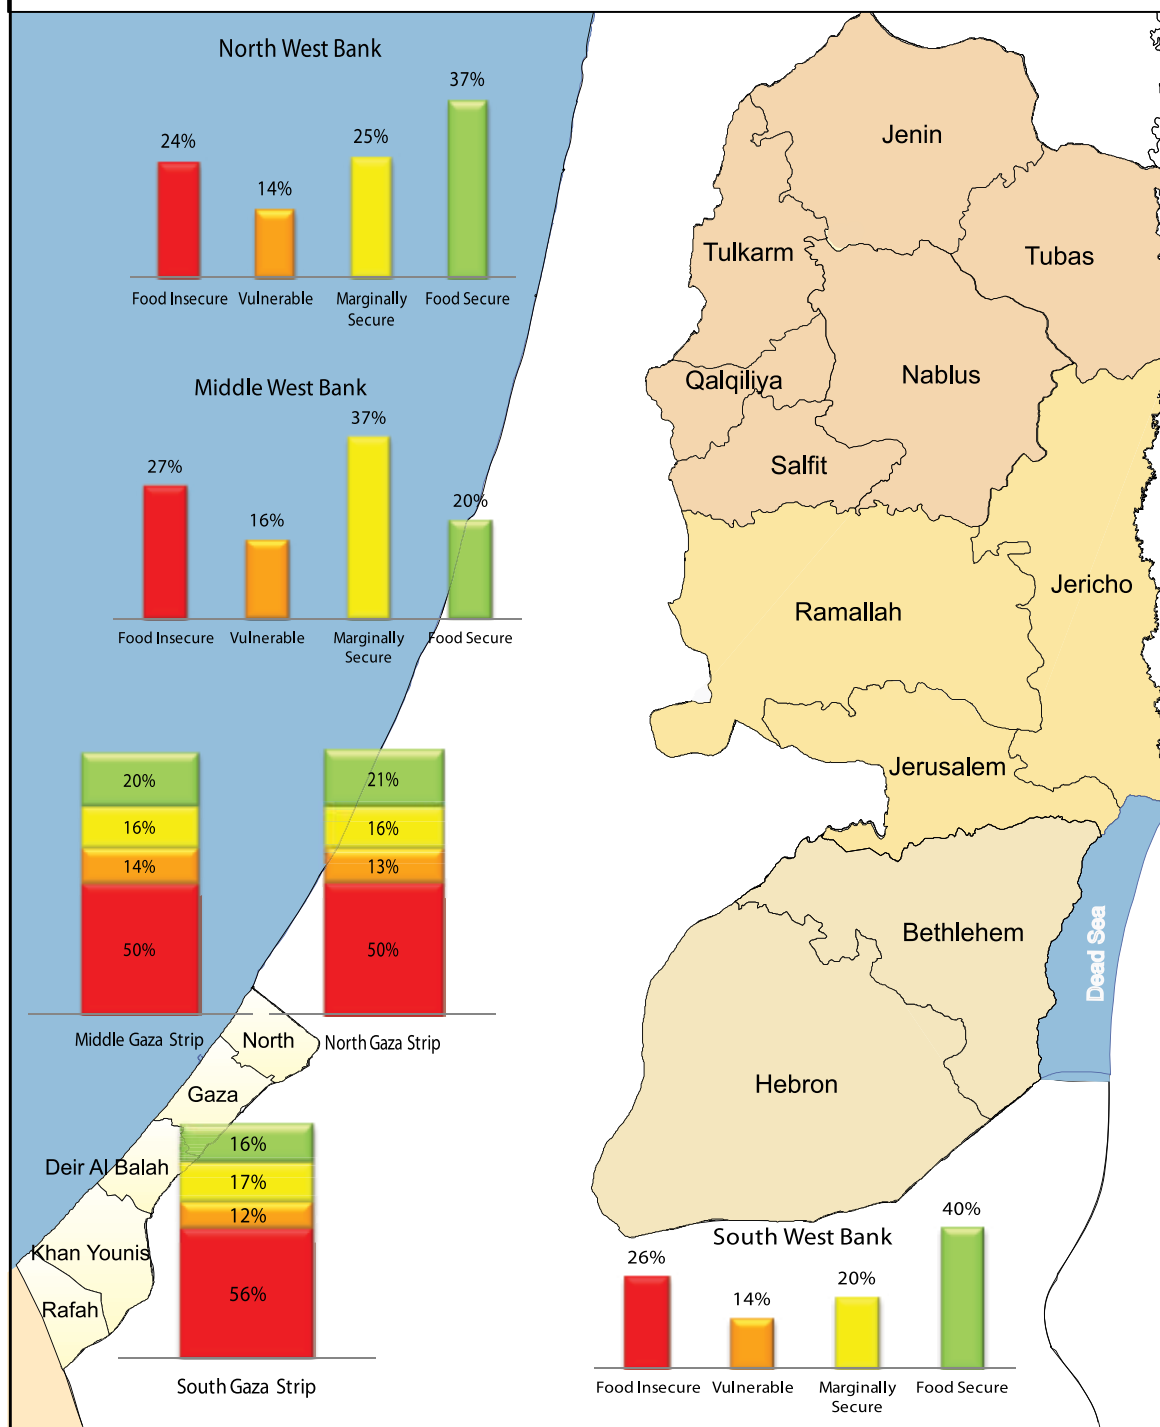 North West Bank
37%
24%
25%
14%
Food Insecure
Vulnerable
Marginally
Secure
Food Secure
Middle West Bank
37%
27%
20%
16%
Food Insecure
Vulnerable
Marginally
Secure
Food Secure
20%
16%
14%
50%
Middle Gaza Strip
21%
16%
13%
50%
North Gaza Strip
North
Gaza
Deir Al Balah
Khan Younis
Rafah
16%
17%
12%
56%
South Gaza Strip
Jenin
Tulkarm
Tubas
Qalqiliya
Nablus
Salfit
Jericho
Ramallah
Jerusalem
Bethlehem
Dead Sea
Hebron
South West Bank
40%
26%
20%
14%
Food Insecure
Vulnerable
Marginally
Secure
Food Secure